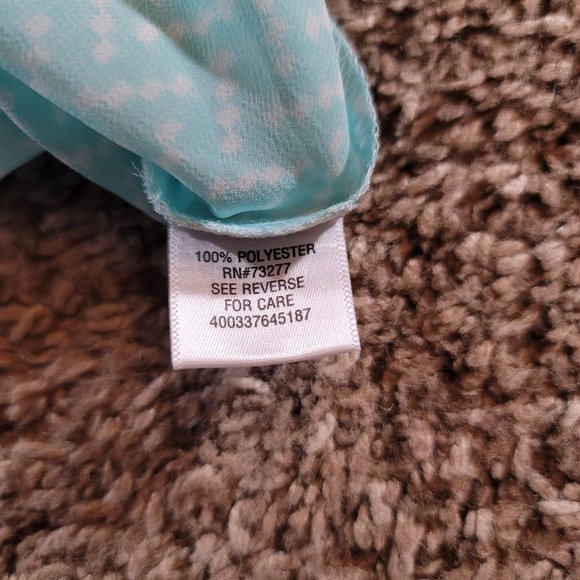 100% POLYESTER
RN#73277
SEE REVERSE
FOR CARE
400337645187